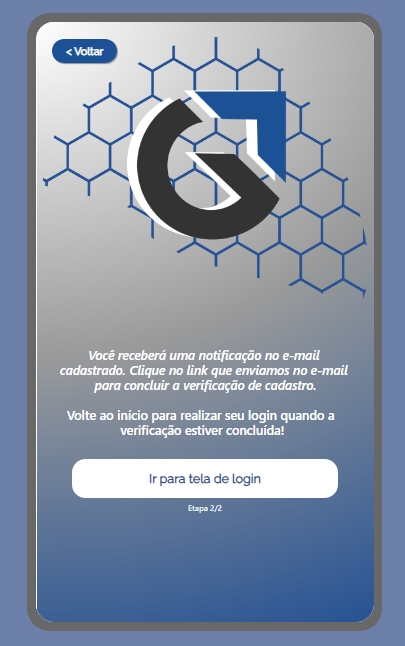 < Voltar
Você receberá uma notificação no e-mail
cadastrado. Clique no link que enviamos no e-mail
para concluir a verificação de cadastro.
Volte ao início para realizar seu login quando a
verificação estiver concluída!
Ir para tela de login
Etapa 2/2